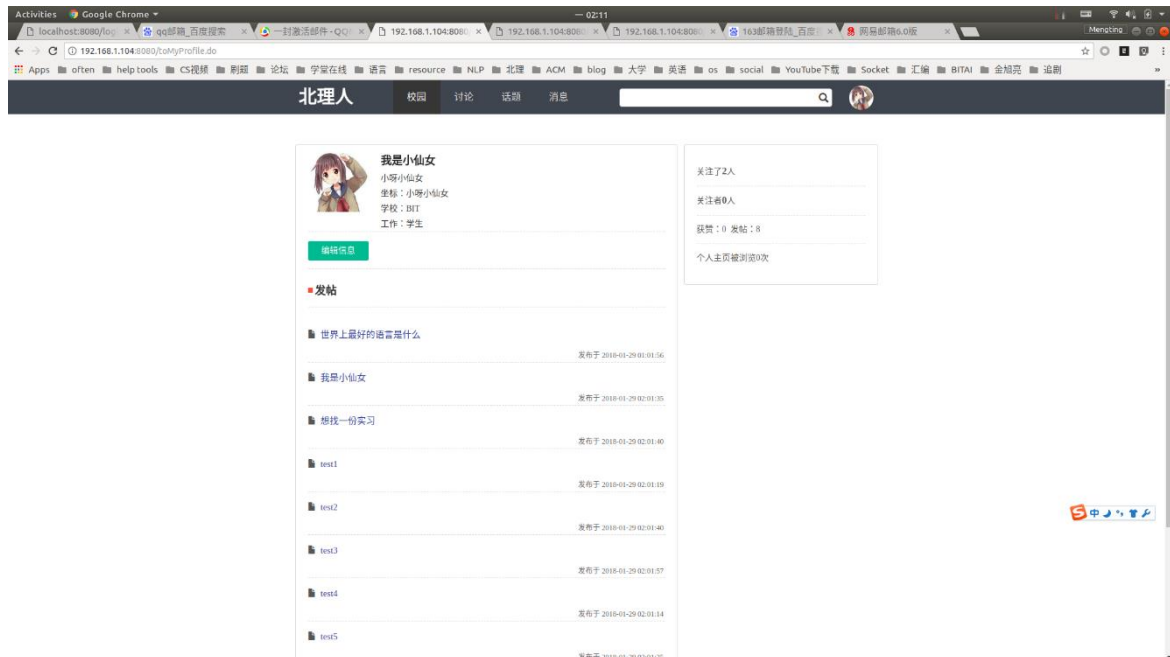 Activities Google Chrome 02:11
localhost:8080/log qq邮箱_百度搜索 一封激活邮件 - QQ 192.168.1.104:8080 192.168.1.104:8080 192.168.1.104:8080 163邮箱登陆_百度 网易邮箱6.0版 Mengting
192.168.1.104:8080/toMyProfile.do
Apps often help tools CS视频 刷题 论坛 学堂在线 语言 resource NLP 北理 ACM blog 大学 英语 os social YouTube下载 Socket 汇编 BITAI 金旭亮 追剧 »
北理人 校园 讨论 话题 消息
我是小仙女
小呀小仙女
坐标：小呀小仙女
学校：BIT
工作：学生
编辑信息
关注了2人
关注者0人
获赞：0 发帖：8
个人主页被浏览0次
发帖
世界上最好的语言是什么
发布于 2018-01-29 01:01:56
我是小仙女
发布于 2018-01-29 02:01:35
想找一份实习
发布于 2018-01-29 02:01:40
test1
发布于 2018-01-29 02:01:19
test2
发布于 2018-01-29 02:01:40
test3
发布于 2018-01-29 02:01:57
test4
发布于 2018-01-29 02:01:14
test5
中